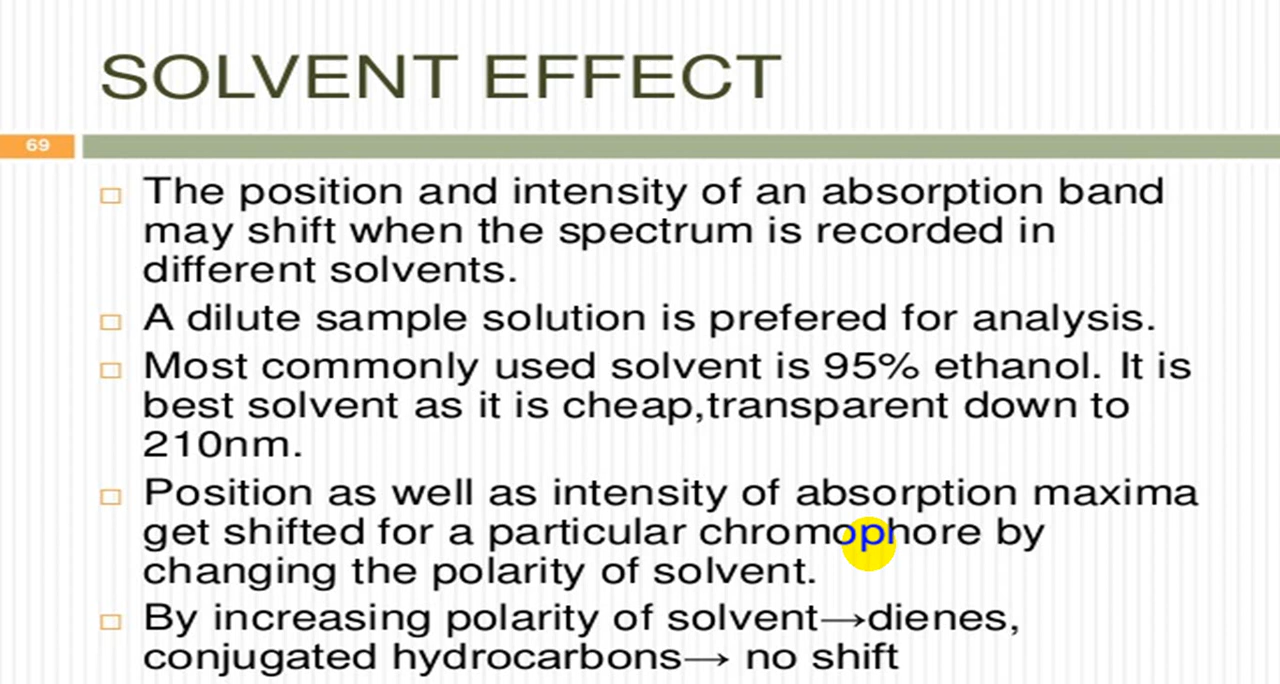 SOLVENT EFFECT
69
The position and intensity of an absorption band
may shift when the spectrum is recorded in
different solvents.
A dilute sample solution is prefered for analysis.
Most commonly used solvent is 95% ethanol. It is
best solvent as it is cheap,transparent down to
210nm.
Position as well as intensity of absorption maxima
get shifted for a particular chromophore by
changing the polarity of solvent.
By increasing polarity of solvent→dienes,
conjugated hydrocarbons→ no shift